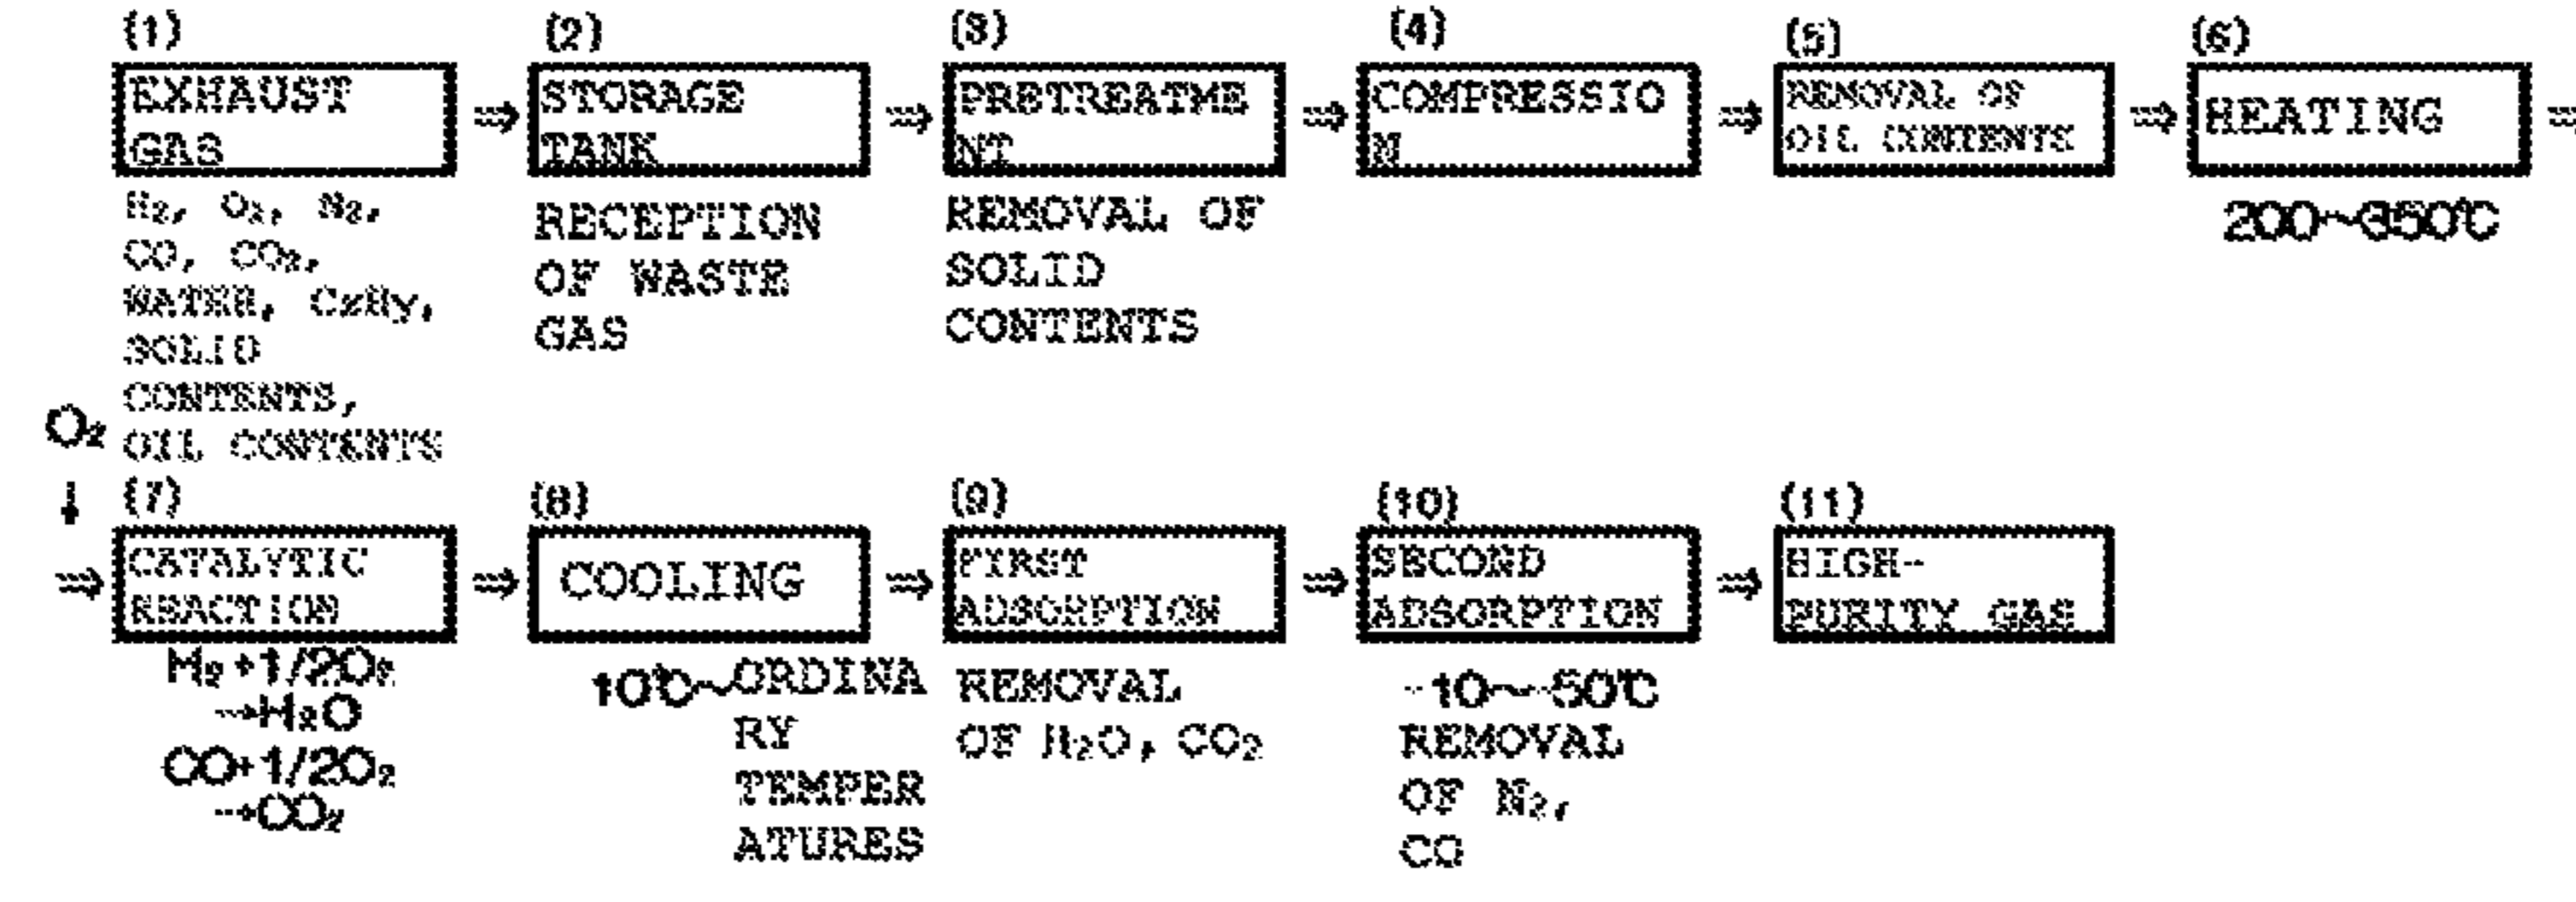 (1)
EXHAUST
GAS
H₂, O₂, N₂,
CO, CO₂,
WATER, CxHy,
SOLID
CONTENTS,
OIL CONTENTS
⇒
(2)
STORAGE
TANK
RECEPTION
OF WASTE
GAS
⇒
(3)
PRETREATME
NT
REMOVAL OF
SOLID
CONTENTS
⇒
(4)
COMPRESSIO
N
⇒
(5)
REMOVAL OF
OIL CONTENTS
⇒
(6)
HEATING
200~350℃
⇒
O₂
↓
⇒
(7)
CATALYTIC
REACTION
H₂+1/2O₂
→H₂O
CO+1/2O₂
→CO₂
⇒
(8)
COOLING
10℃~ORDINA
RY
TEMPER
ATURES
⇒
(9)
FIRST
ADSORPTION
REMOVAL
OF H₂O, CO₂
⇒
(10)
SECOND
ADSORPTION
-10~-50℃
REMOVAL
OF N₂,
CO
⇒
(11)
HIGH-
PURITY GAS